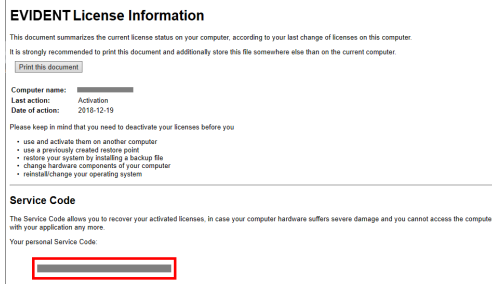 EVIDENT License Information
This document summarizes the current license status on your computer, according to your last change of licenses on this computer.
It is strongly recommended to print this document and additionally store this file somewhere else than on the current computer.
Print this document
Computer name:
Last action: Activation
Date of action: 2018-12-19
Please keep in mind that you need to deactivate your licenses before you
• use and activate them on another computer
• use a previously created restore point
• restore your system by installing a backup file
• change hardware components of your computer
• reinstall/change your operating system
Service Code
The Service Code allows you to recover your activated licenses, in case your computer hardware suffers severe damage and you cannot access the compute
with your application any more.
Your personal Service Code: